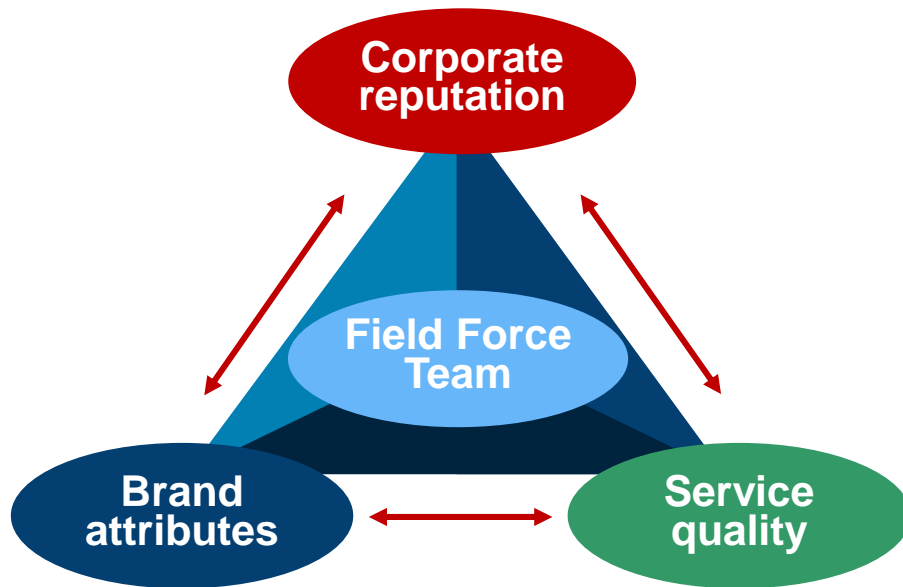 Corporate
reputation
Field Force
Team
Brand
attributes
Service
quality